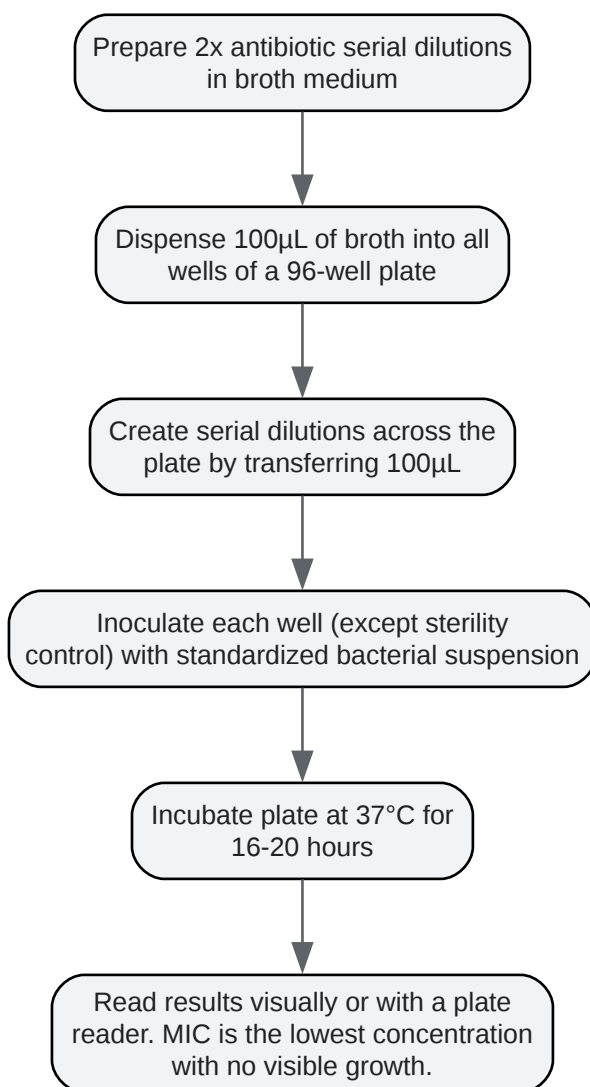 Prepare 2x antibiotic serial dilutions
in broth medium
Dispense 100µL of broth into all
wells of a 96-well plate
Create serial dilutions across the
plate by transferring 100µL
Inoculate each well (except sterility
control) with standardized bacterial suspension
Incubate plate at 37°C for
16-20 hours
Read results visually or with a plate
reader. MIC is the lowest concentration
with no visible growth.